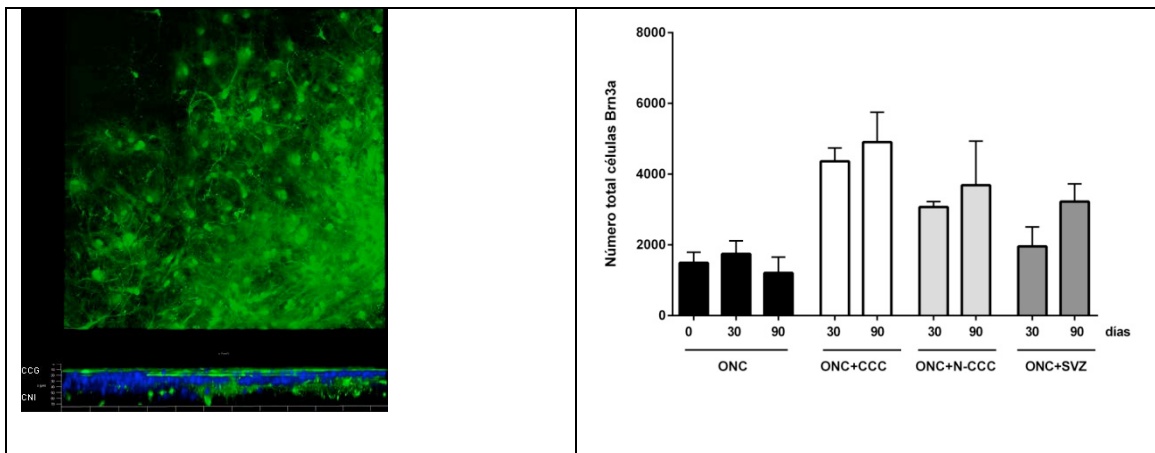 CCG
CNI
Número total células Brn3a
8000
6000
4000
2000
0
0 30 90 30 90 30 90 30 90 días
ONC ONC+CCC ONC+N-CCC ONC+SVZ